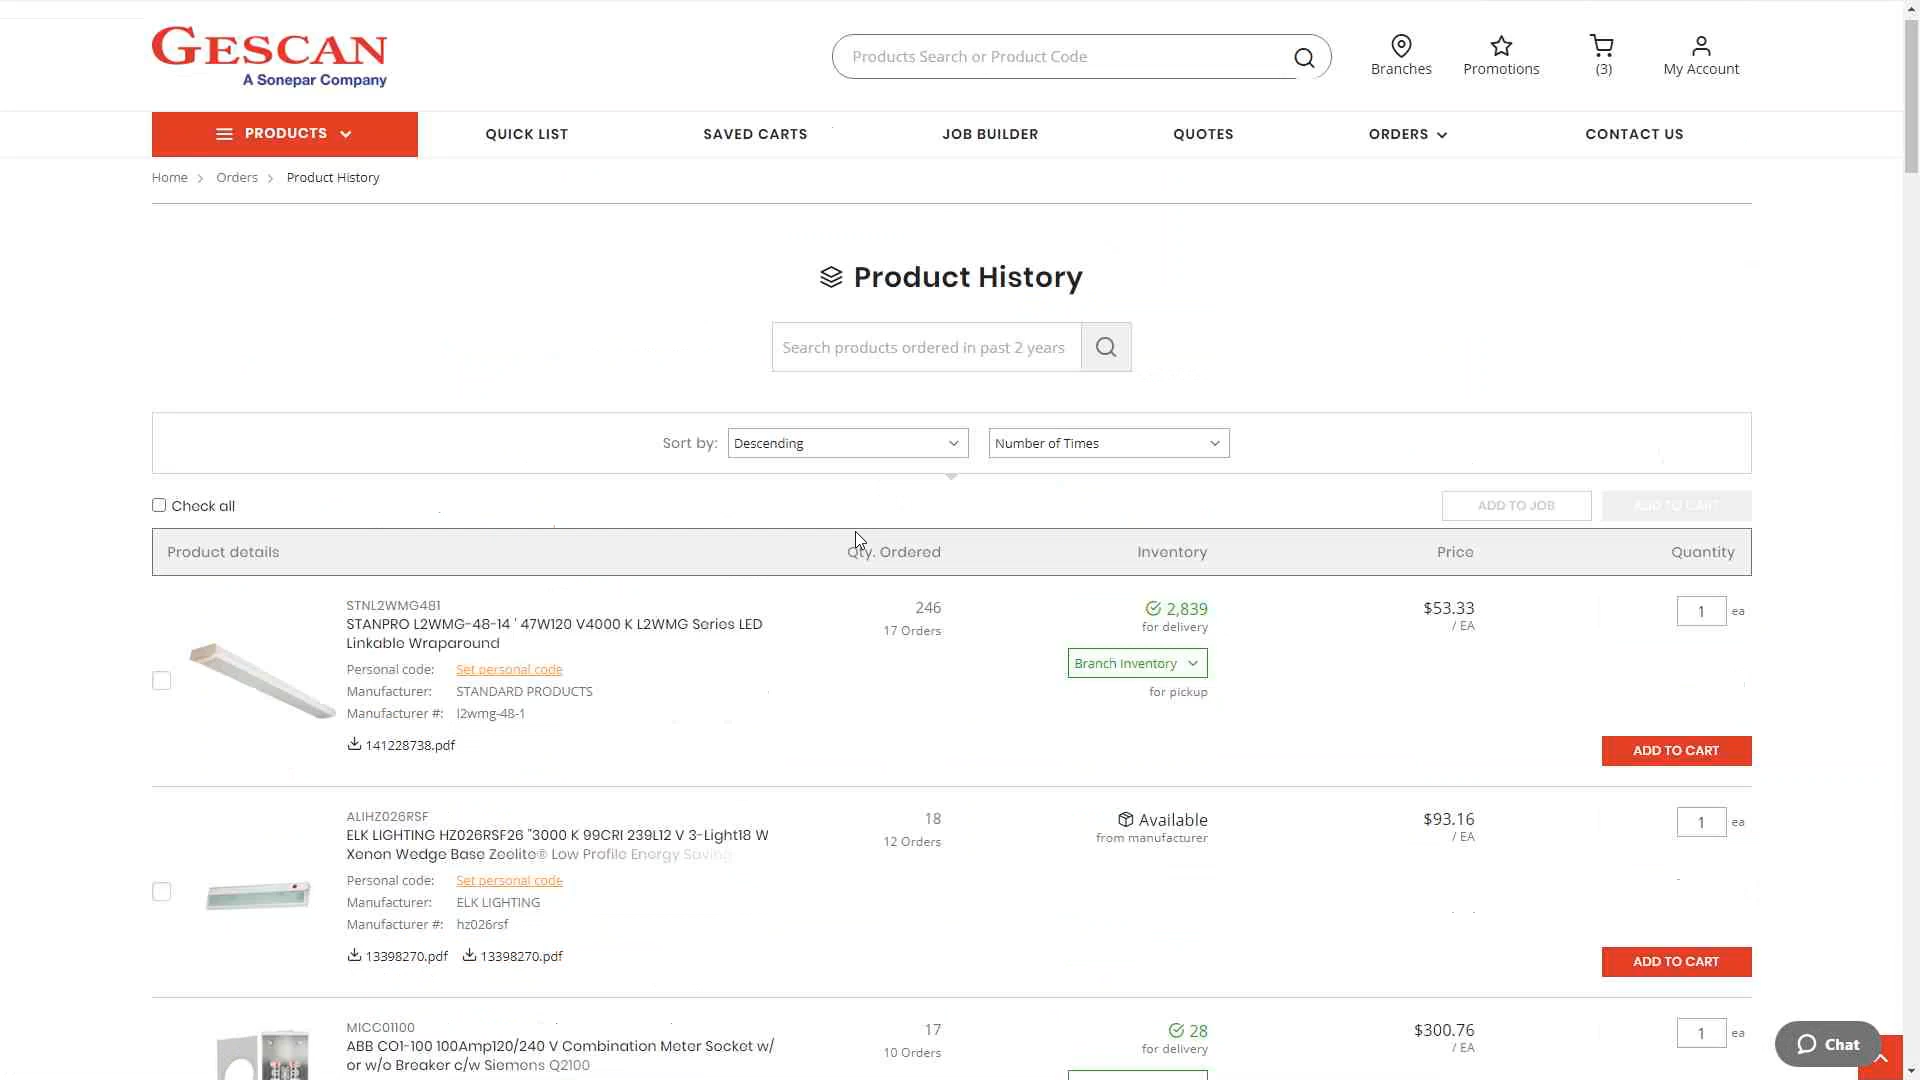 GESCAN
A Sonepar Company
Products Search or Product Code
Branches
Promotions
(3)
My Account
PRODUCTS
QUICK LIST
SAVED CARTS
JOB BUILDER
QUOTES
ORDERS
CONTACT US
Home > Orders > Product History
Product History
Search products ordered in past 2 years
Sort by: Descending Number of Times
Check all
ADD TO JOB
ADD TO CART
Product details Qty. Ordered Inventory Price Quantity
STNL2WMG481
STANPRO L2WMG-48-14 ' 47W120 V4000 K L2WMG Series LED
Linkable Wraparound
Personal code: Set personal code
Manufacturer: STANDARD PRODUCTS
Manufacturer #: l2wmg-48-1
141228738.pdf
246
17 Orders
2,839
for delivery
Branch Inventory
for pickup
$53.33
/ EA
1 ea
ADD TO CART
ALIHZ026RSF
ELK LIGHTING HZ026RSF26 "3000 K 99CRI 239L12 V 3-Light18 W
Xenon Wedge Base Zeelite® Low Profile Energy Saving
Personal code: Set personal code
Manufacturer: ELK LIGHTING
Manufacturer #: hz026rsf
13398270.pdf 13398270.pdf
18
12 Orders
Available
from manufacturer
$93.16
/ EA
1 ea
ADD TO CART
MICCO1100
ABB CO1-100 100Amp120/240 V Combination Meter Socket w/
or w/o Breaker c/w Siemens Q2100
17
10 Orders
28
for delivery
$300.76
/ EA
1 ea
Chat